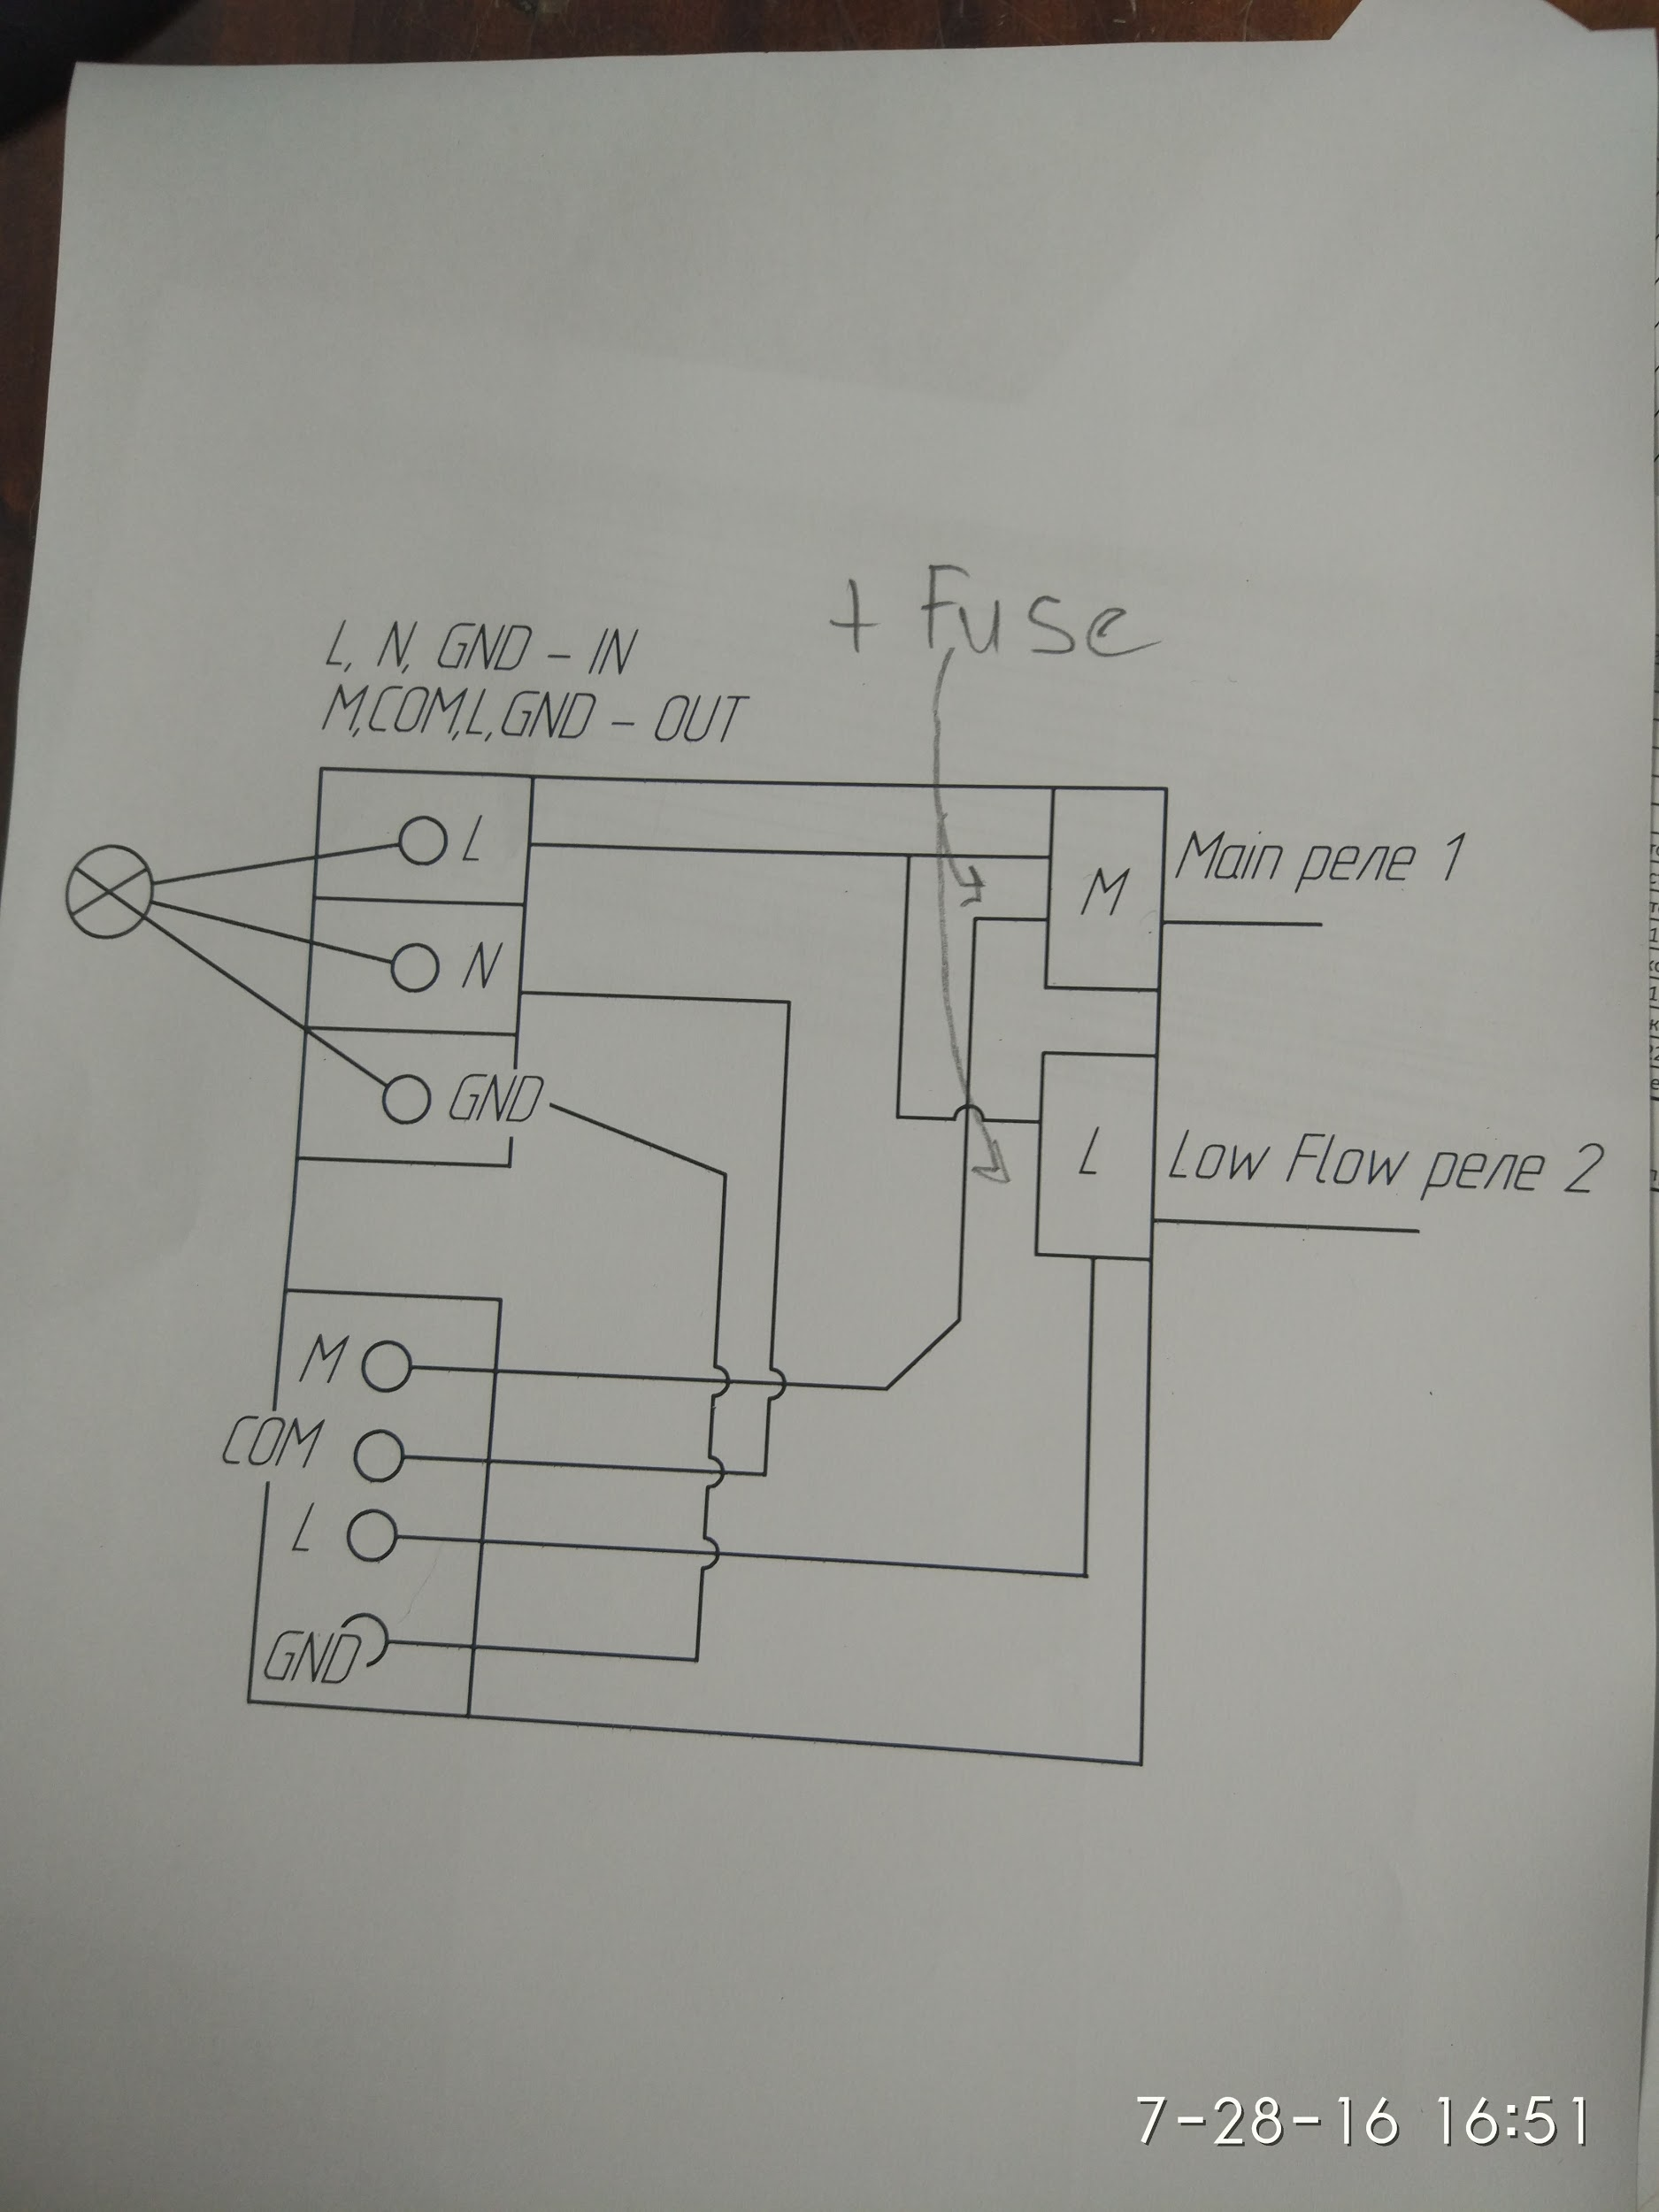 + Fuse
L, N, GND - IN
M,COM,L,GND - OUT
L
N
GND
M
Main реле 1
L
Low Flow реле 2
M
COM
L
GND
7-28-16 16:51